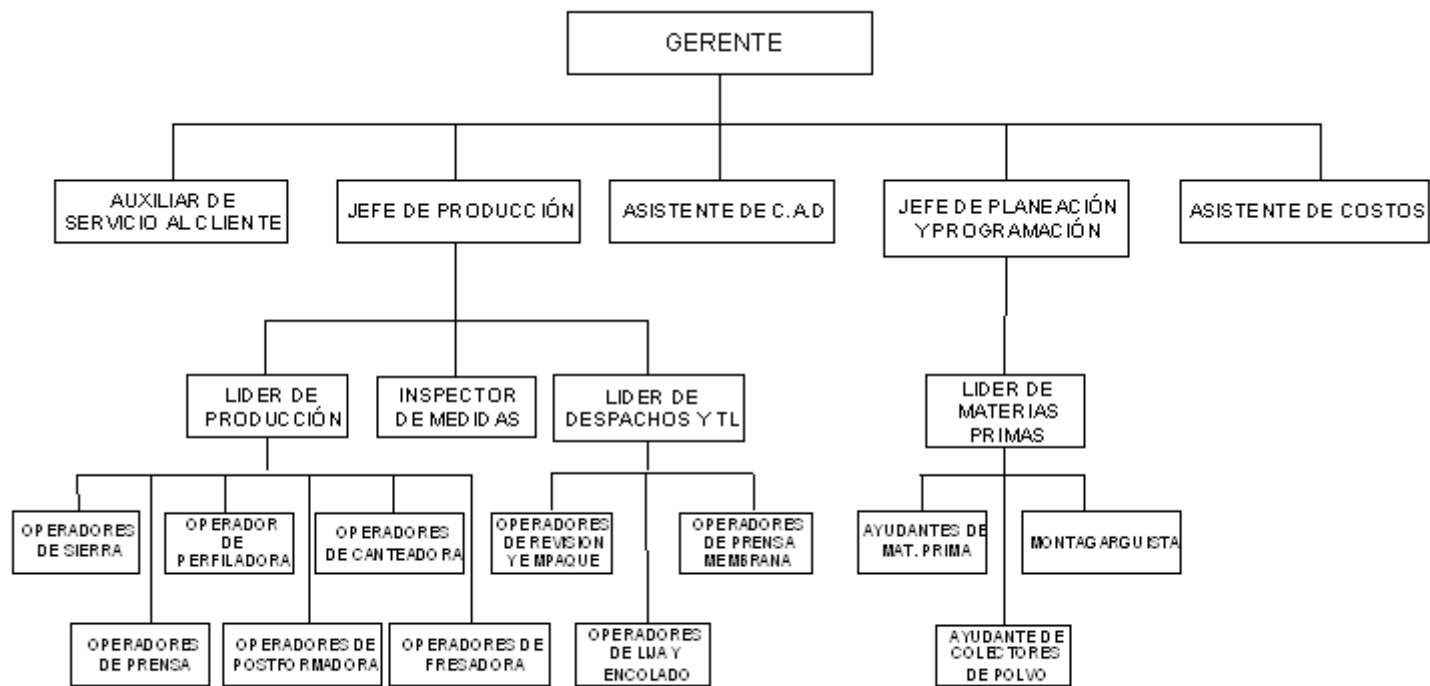 GERENTE
AUXILIAR DE
SERVICIO AL CLIENTE
JEFE DE PRODUCCIÓN
ASISTENTE DE C.A.D
JEFE DE PLANEACIÓN
Y PROGRAMACIÓN
ASISTENTE DE COSTOS
LIDER DE
PRODUCCIÓN
INSPECTOR
DE MEDIDAS
LIDER DE
DESPACHOS Y TL
LIDER DE
MATERIAS
PRIMAS
OPERADORES
DE SIERRA
OPERADOR
DE
PERFILADORA
OPERADORES
DE CANTEADORA
OPERADORES
DE REVISION
Y EMPAQUE
OPERADORES
DE PRENSA
MEMBRANA
AYUDANTES DE
MAT. PRIMA
MONTAGARGUISTA
OPERADORES
DE PRENSA
OPERADORES DE
POSTFORMADORA
OPERADORES DE
FRESADORA
OPERADORES
DE LIJA Y
ENCOLADO
AYUDANTE DE
COLECTORES
DE POLVO